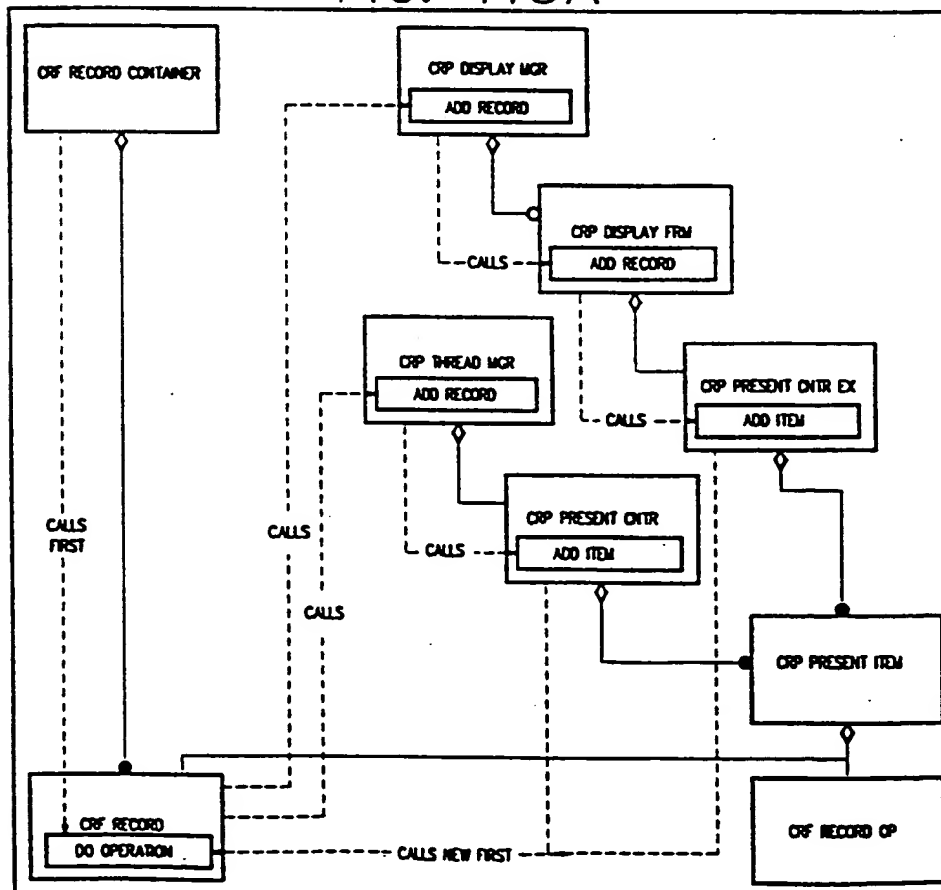 CRF RECORD CONTAINER
CRP DISPLAY MGR
ADD RECORD
CRP DISPLAY FRM
CALLS
ADD RECORD
CRP THREAD MGR
ADD RECORD
CRP PRESENT CNTR EX
CALLS
ADD ITEM
CRP PRESENT CNTR
CALLS
ADD ITEM
CALLS
FIRST
CALLS
CALLS
CRP PRESENT ITEM
CRF RECORD
DO OPERATION
CALLS NEW FIRST
CRF RECORD OP